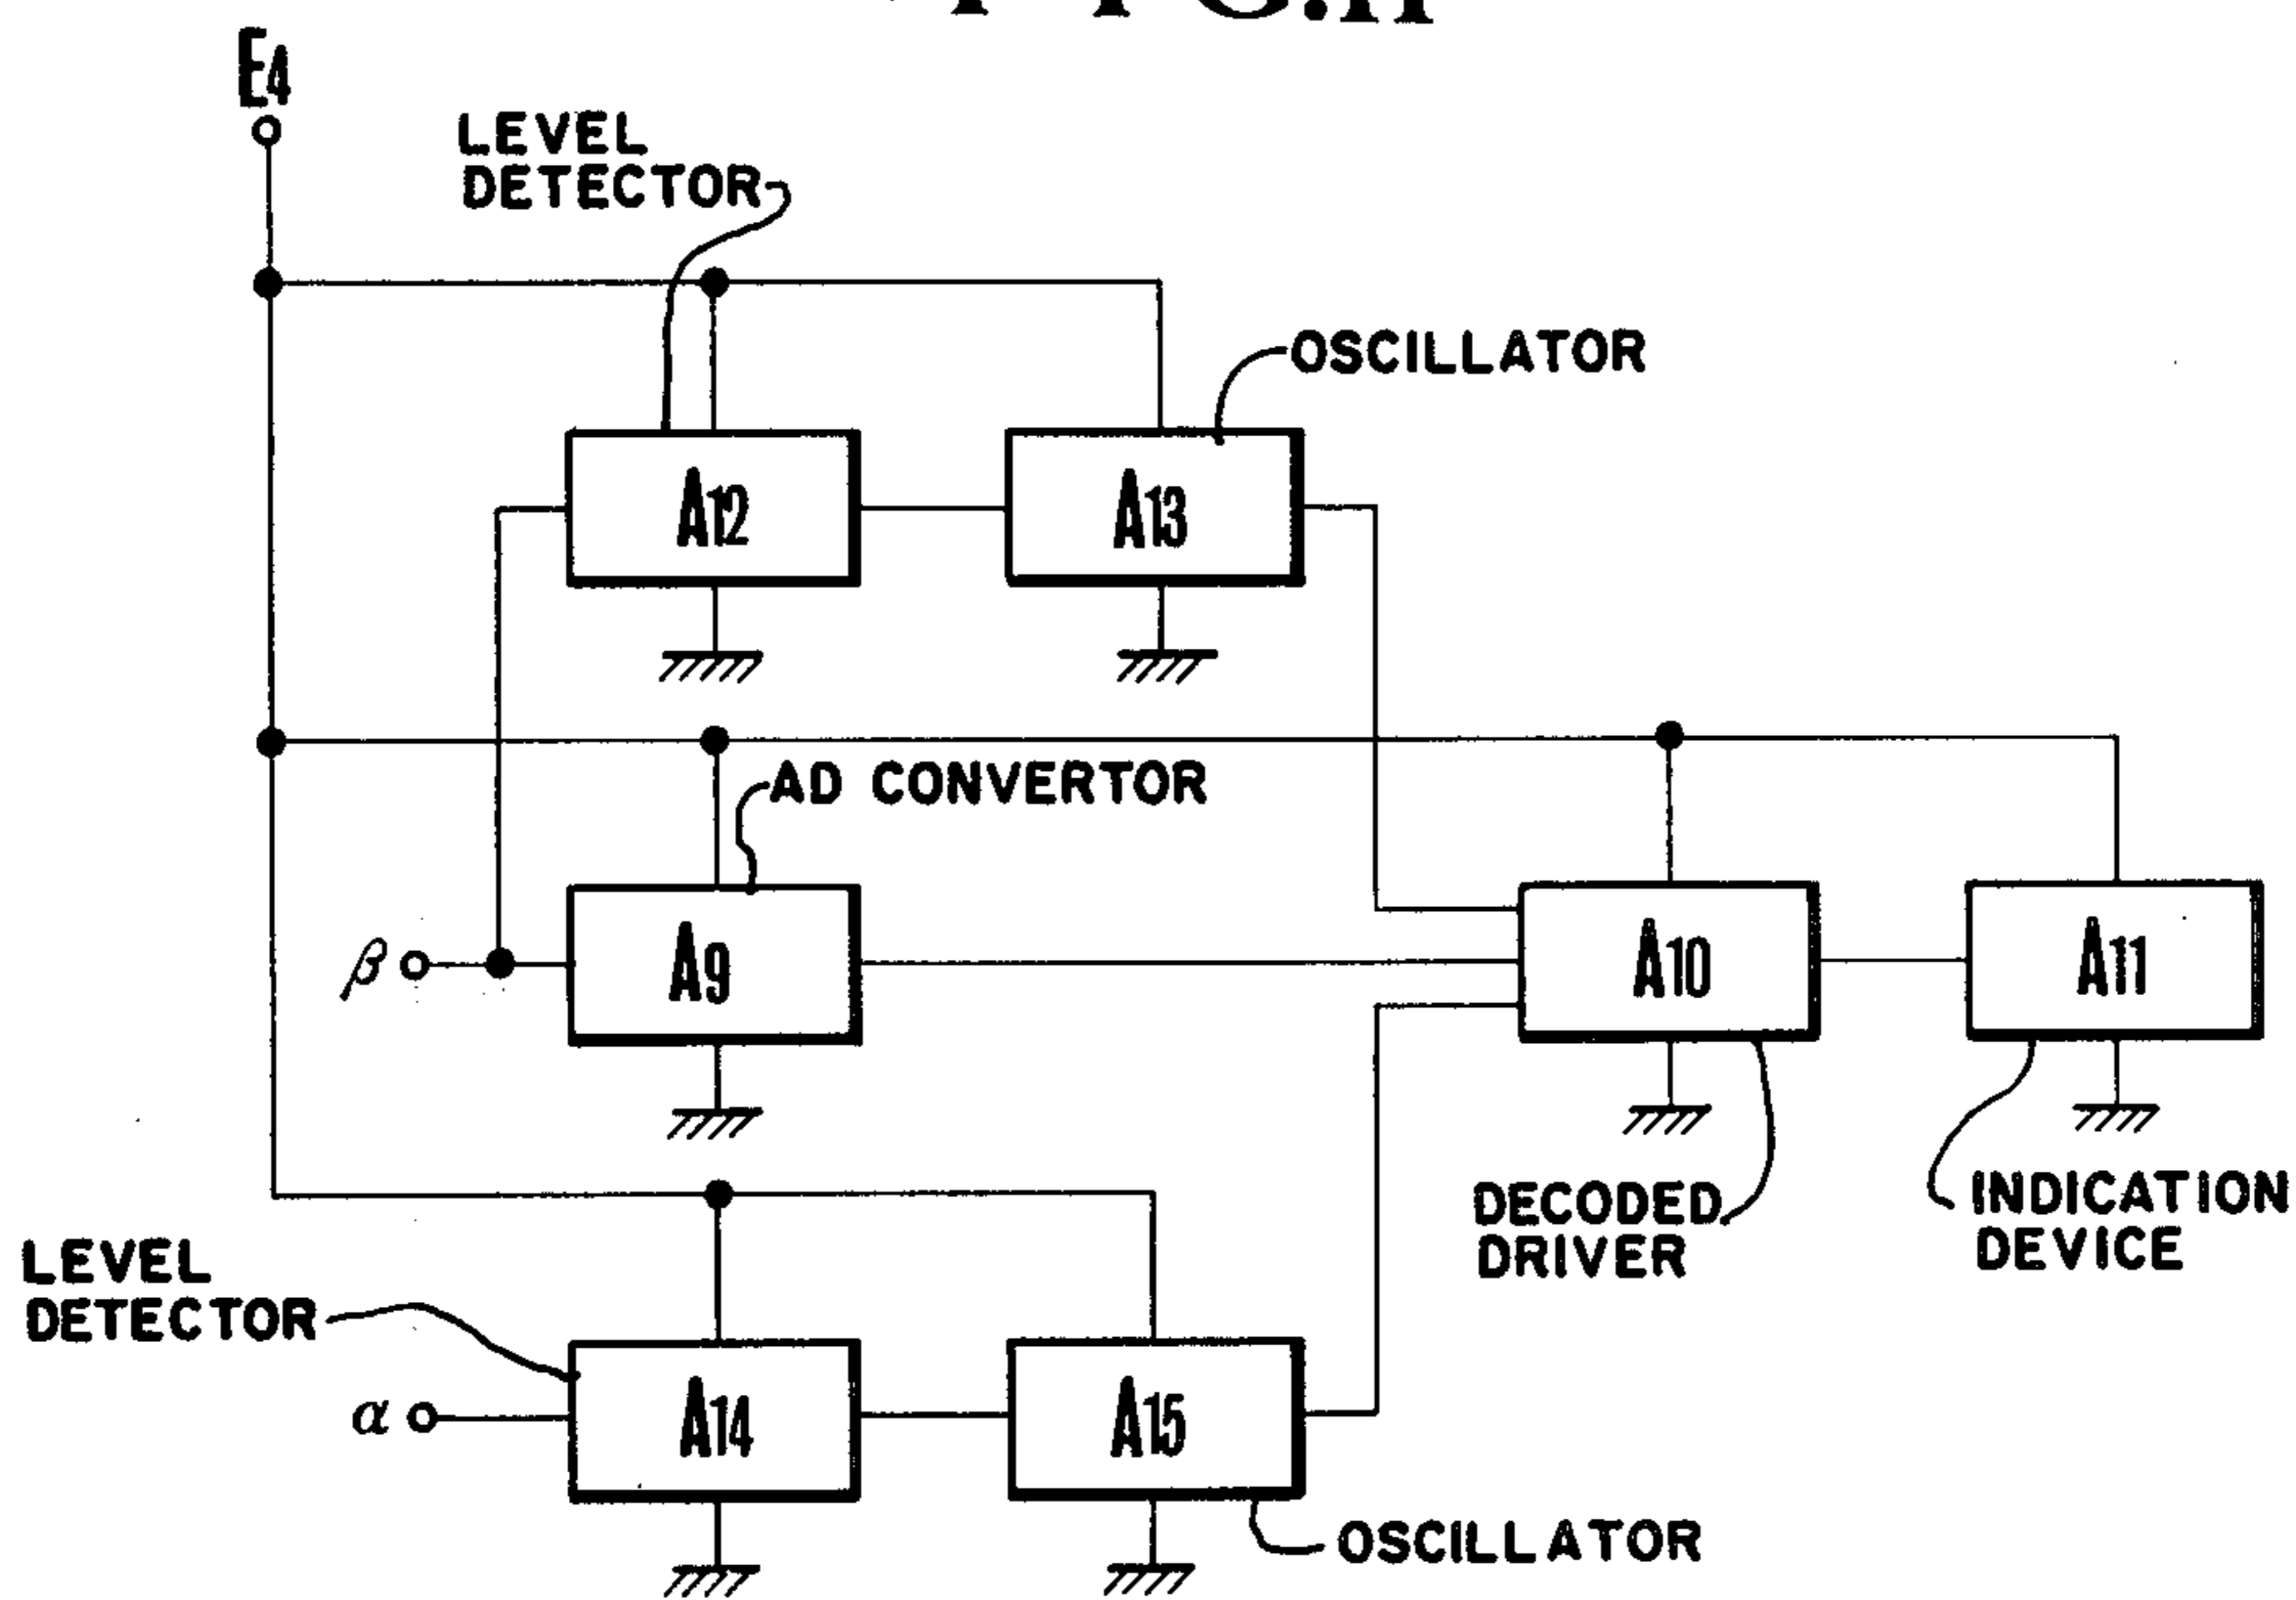 E4
LEVEL
DETECTOR
OSCILLATOR
A12
A13
AD CONVERTOR
β
A9
A10
A11
DECODED
DRIVER
INDICATION
DEVICE
LEVEL
DETECTOR
α
A14
A15
OSCILLATOR